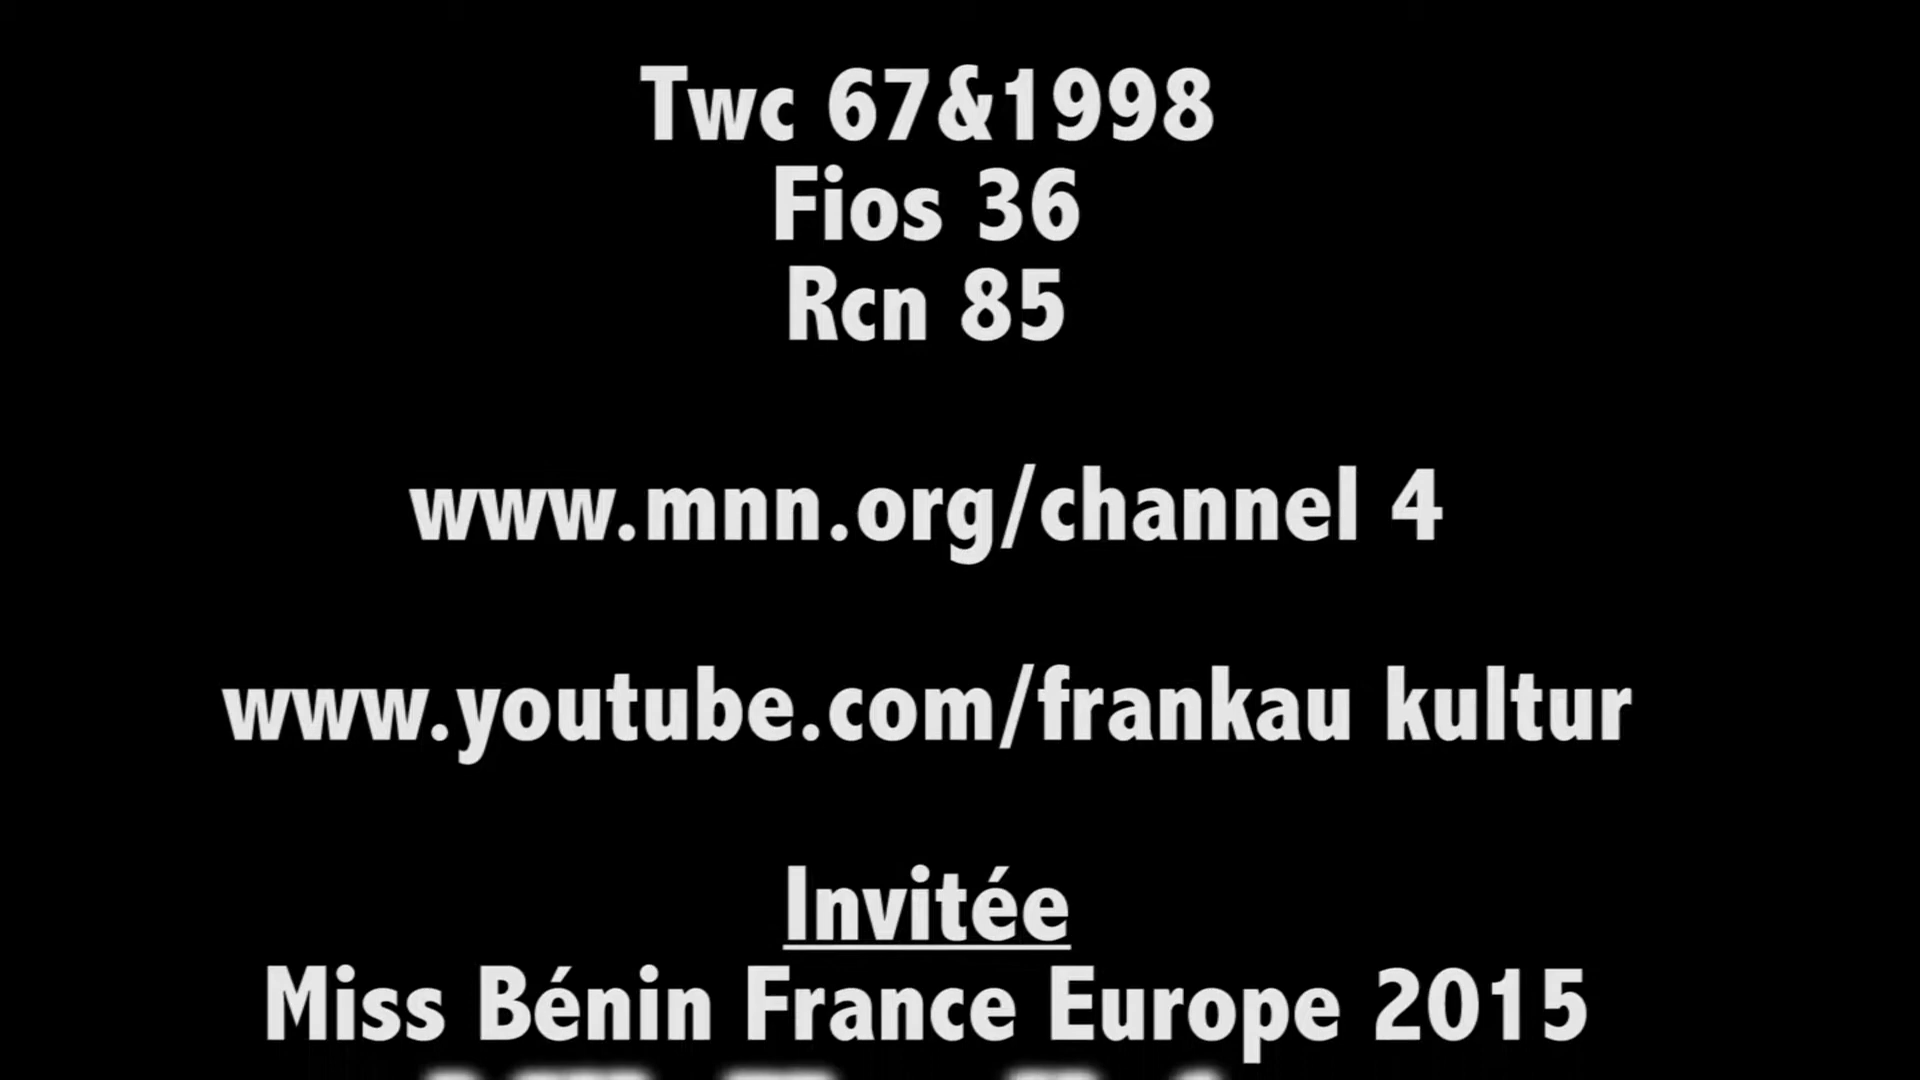 Twc 67&1998
Fios 36
Rcn 85
www.mnn.org/channel 4
www.youtube.com/frankau kultur
Invitée
Miss Bénin France Europe 2015